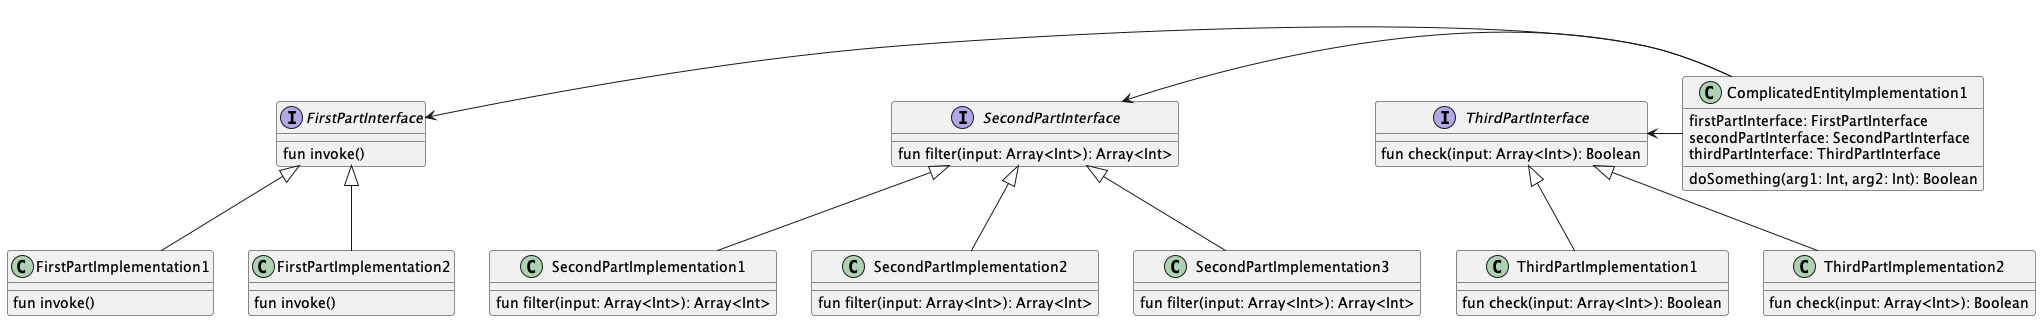 I FirstPartInterface
fun invoke()
I SecondPartInterface
fun filter(input: Array<Int>): Array<Int>
I ThirdPartInterface
fun check(input: Array<Int>): Boolean
C ComplicatedEntityImplementation1
firstPartInterface: FirstPartInterface
secondPartInterface: SecondPartInterface
thirdPartInterface: ThirdPartInterface
doSomething(arg1: Int, arg2: Int): Boolean
C FirstPartImplementation1
fun invoke()
C FirstPartImplementation2
fun invoke()
C SecondPartImplementation1
fun filter(input: Array<Int>): Array<Int>
C SecondPartImplementation2
fun filter(input: Array<Int>): Array<Int>
C SecondPartImplementation3
fun filter(input: Array<Int>): Array<Int>
C ThirdPartImplementation1
fun check(input: Array<Int>): Boolean
C ThirdPartImplementation2
fun check(input: Array<Int>): Boolean